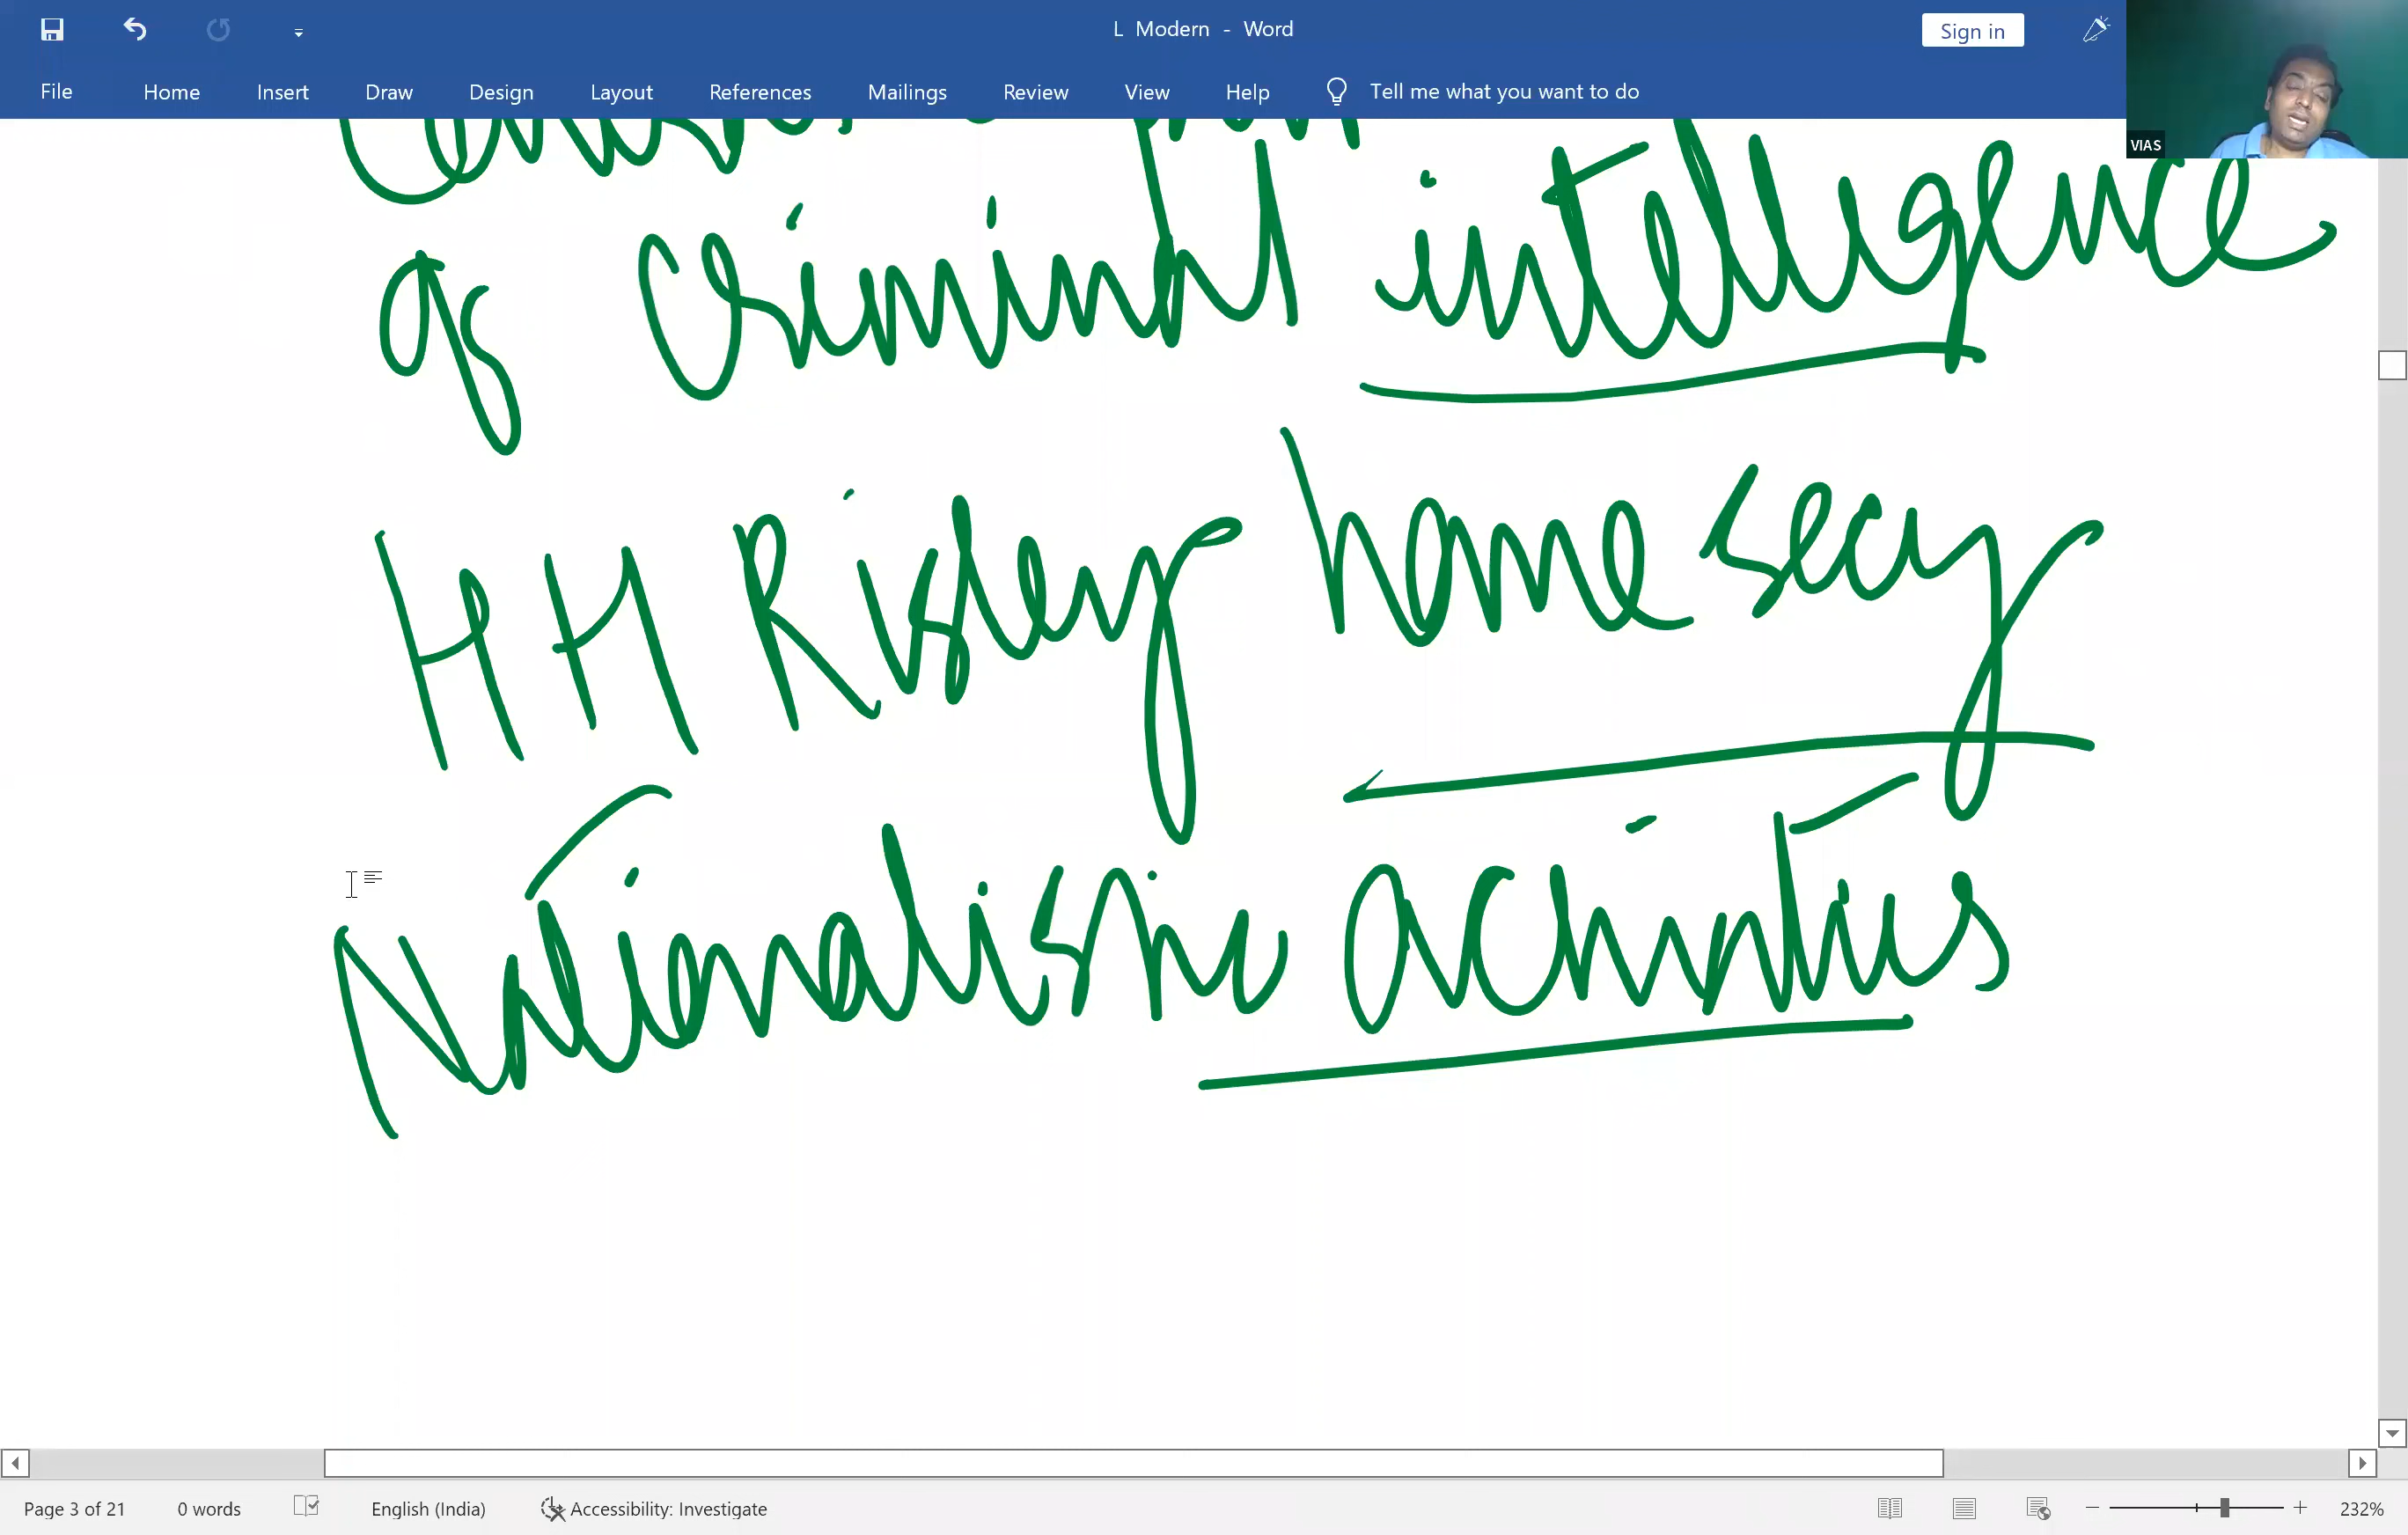 L Modern - Word
Sign in
File Home Insert Draw Design Layout References Mailings Review View Help Tell me what you want to do
VIAS
of Criminal intelligence
H H Risley home secy
Nationalistic activities
Page 3 of 21 0 words English (India) Accessibility: Investigate 232%